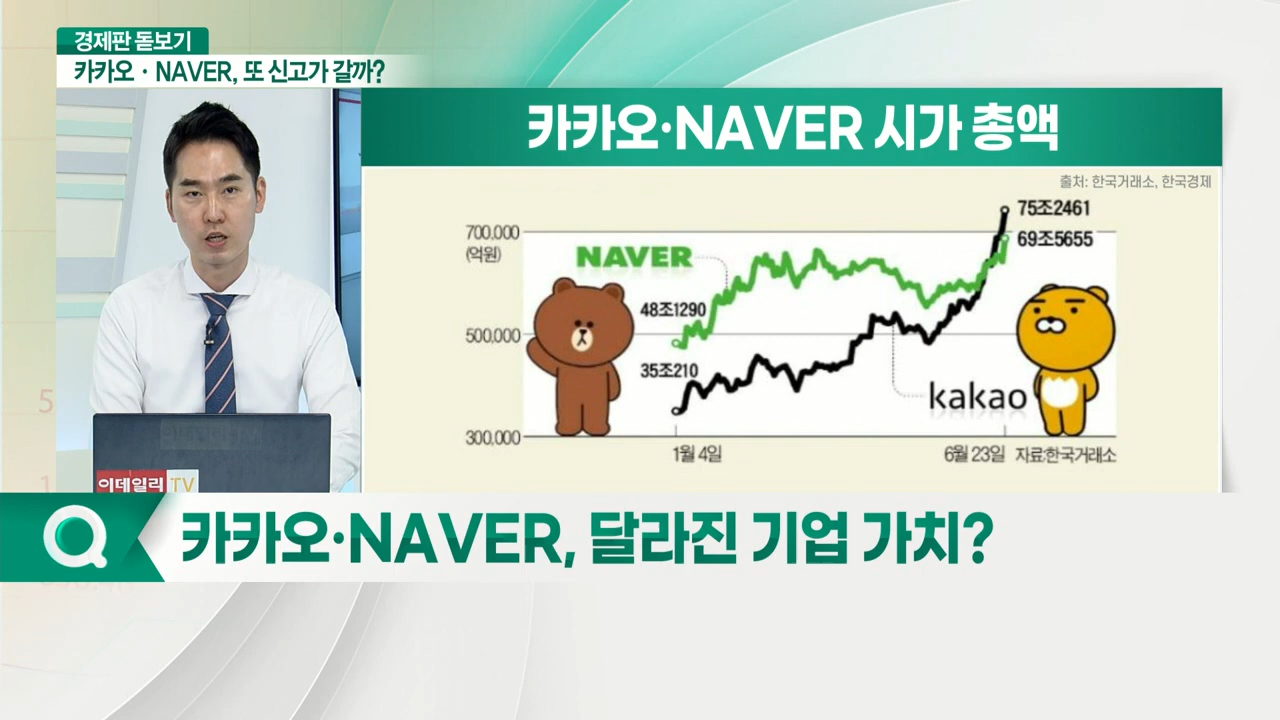 경제판 돋보기
카카오 · NAVER, 또 신고가 갈까?
카카오·NAVER 시가 총액
출처: 한국거래소, 한국경제
75조2461
700,000
(억원)
69조5655
NAVER
48조1290
500,000
35조210
kakao
300,000
1월 4일
6월 23일
자료:한국거래소
이데일리 TV
카카오·NAVER, 달라진 기업 가치?